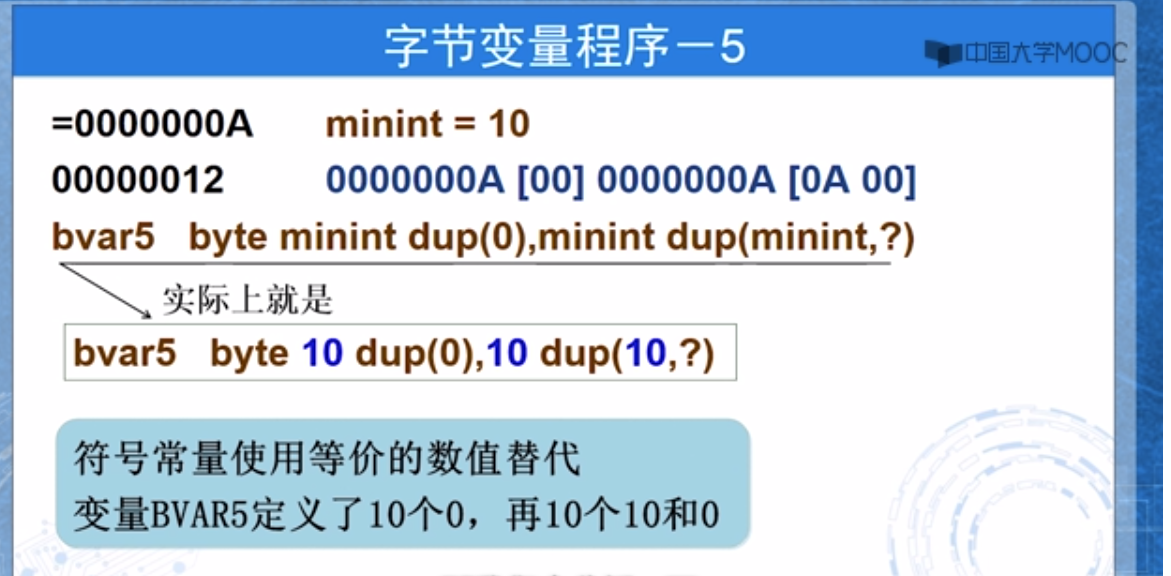 字节变量程序－5
中国大学MOOC
=0000000A minint = 10
00000012 0000000A [00] 0000000A [0A 00]
bvar5 byte minint dup(0),minint dup(minint,?)
实际上就是
bvar5 byte 10 dup(0),10 dup(10,?)
符号常量使用等价的数值替代
变量BVAR5定义了10个0，再10个10和0